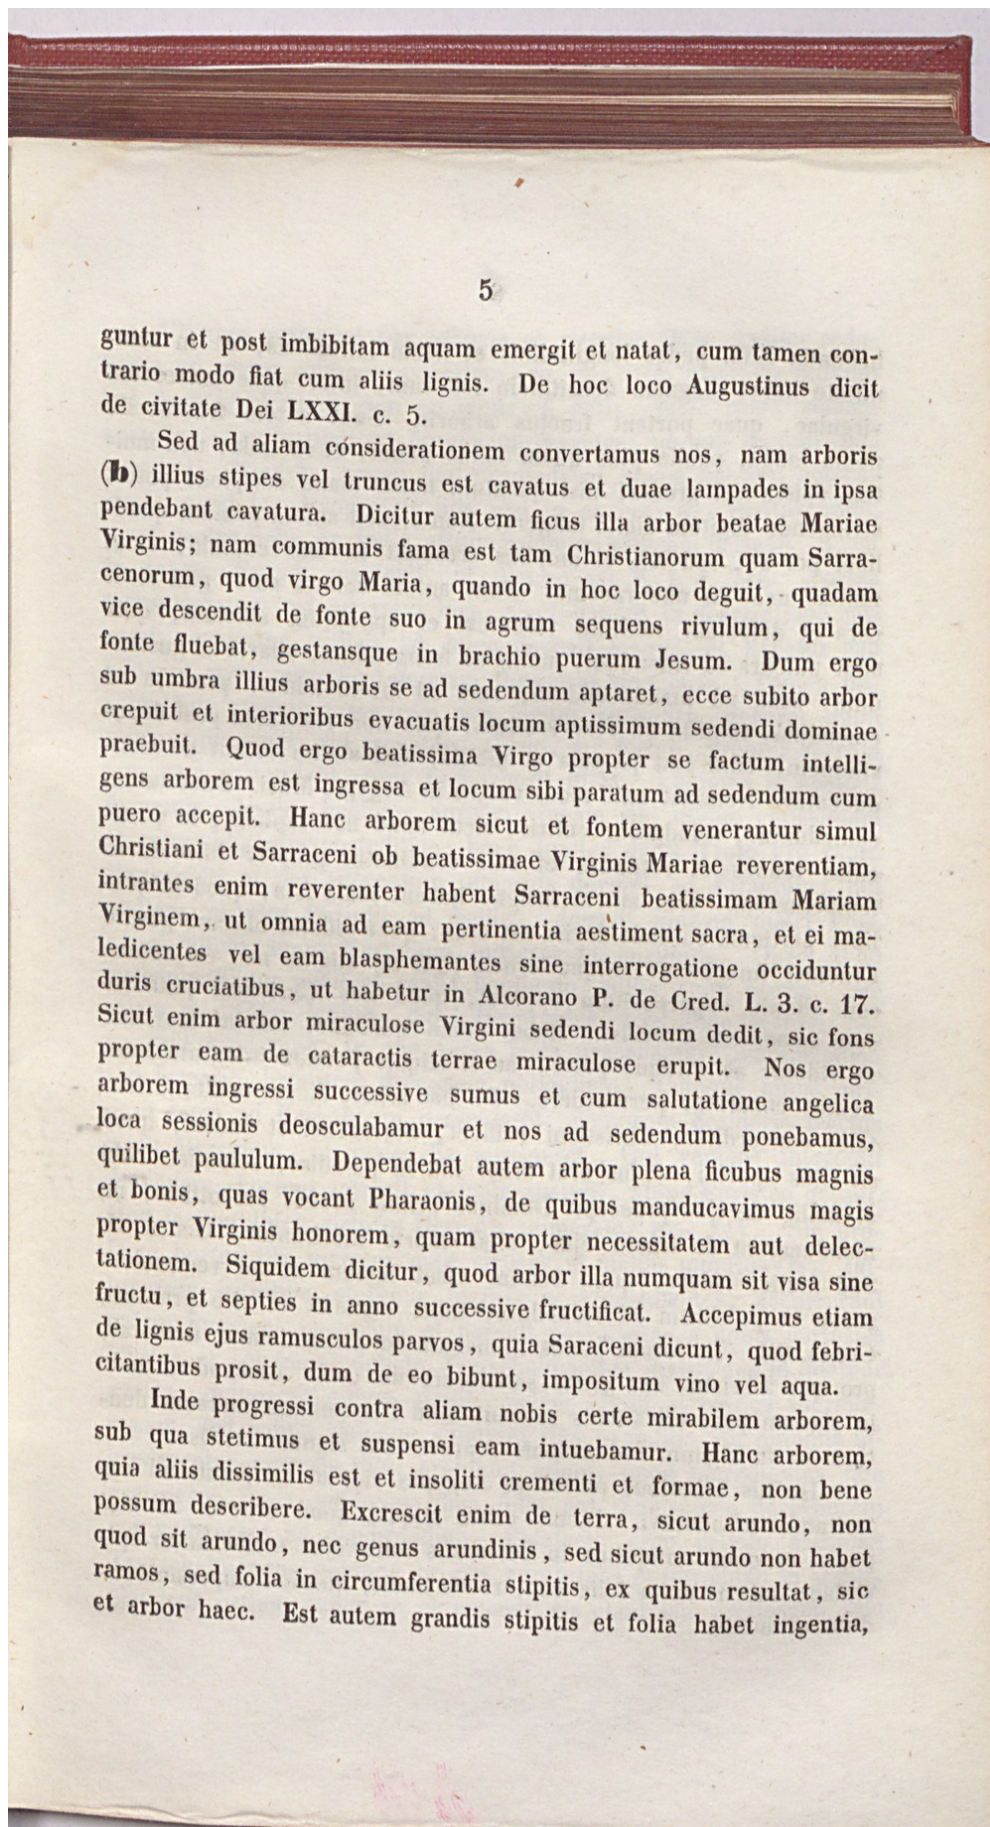 5
guntur et post imbibitam aquam emergit et natat, cum tamen con-
trario modo fiat cum aliis lignis. De hoc loco Augustinus dicit
de civitate Dei LXXI. c. 5.
Sed ad aliam considerationem convertamus nos, nam arboris
(b) illius stipes vel truncus est cavatus et duae lampades in ipsa
pendebant cavatura. Dicitur autem ficus illa arbor beatae Mariae
Virginis; nam communis fama est tam Christianorum quam Sarra-
cenorum, quod virgo Maria, quando in hoc loco deguit, quadam
vice descendit de fonte suo in agrum sequens rivulum, qui de
fonte fluebat, gestansque in brachio puerum Jesum. Dum ergo
sub umbra illius arboris se ad sedendum aptaret, ecce subito arbor
crepuit et interioribus evacuatis locum aptissimum sedendi dominae
praebuit. Quod ergo beatissima Virgo propter se factum intelli-
gens arborem est ingressa et locum sibi paratum ad sedendum cum
puero accepit. Hanc arborem sicut et fontem venerantur simul
Christiani et Sarraceni ob beatissimae Virginis Mariae reverentiam,
intrantes enim reverenter habent Sarraceni beatissimam Mariam
Virginem, ut omnia ad eam pertinentia aestiment sacra, et ei ma-
ledicentes vel eam blasphemantes sine interrogatione occiduntur
duris cruciatibus, ut habetur in Alcorano P. de Cred. L. 3. c. 17.
Sicut enim arbor miraculose Virgini sedendi locum dedit, sic fons
propter eam de cataractis terrae miraculose erupit. Nos ergo
arborem ingressi successive sumus et cum salutatione angelica
loca sessionis deosculabamur et nos ad sedendum ponebamus,
quilibet paululum. Dependebat autem arbor plena ficubus magnis
et bonis, quas vocant Pharaonis, de quibus manducavimus magis
propter Virginis honorem, quam propter necessitatem aut delec-
tationem. Siquidem dicitur, quod arbor illa numquam sit visa sine
fructu, et septies in anno successive fructificat. Accepimus etiam
de lignis ejus ramusculos parvos, quia Saraceni dicunt, quod febri-
citantibus prosit, dum de eo bibunt, impositum vino vel aqua.
Inde progressi contra aliam nobis certe mirabilem arborem,
sub qua stetimus et suspensi eam intuebamur. Hanc arborem,
quia aliis dissimilis est et insoliti crementi et formae, non bene
possum describere. Excrescit enim de terra, sicut arundo, non
quod sit arundo, nec genus arundinis, sed sicut arundo non habet
ramos, sed folia in circumferentia stipitis, ex quibus resultat, sic
et arbor haec. Est autem grandis stipitis et folia habet ingentia,